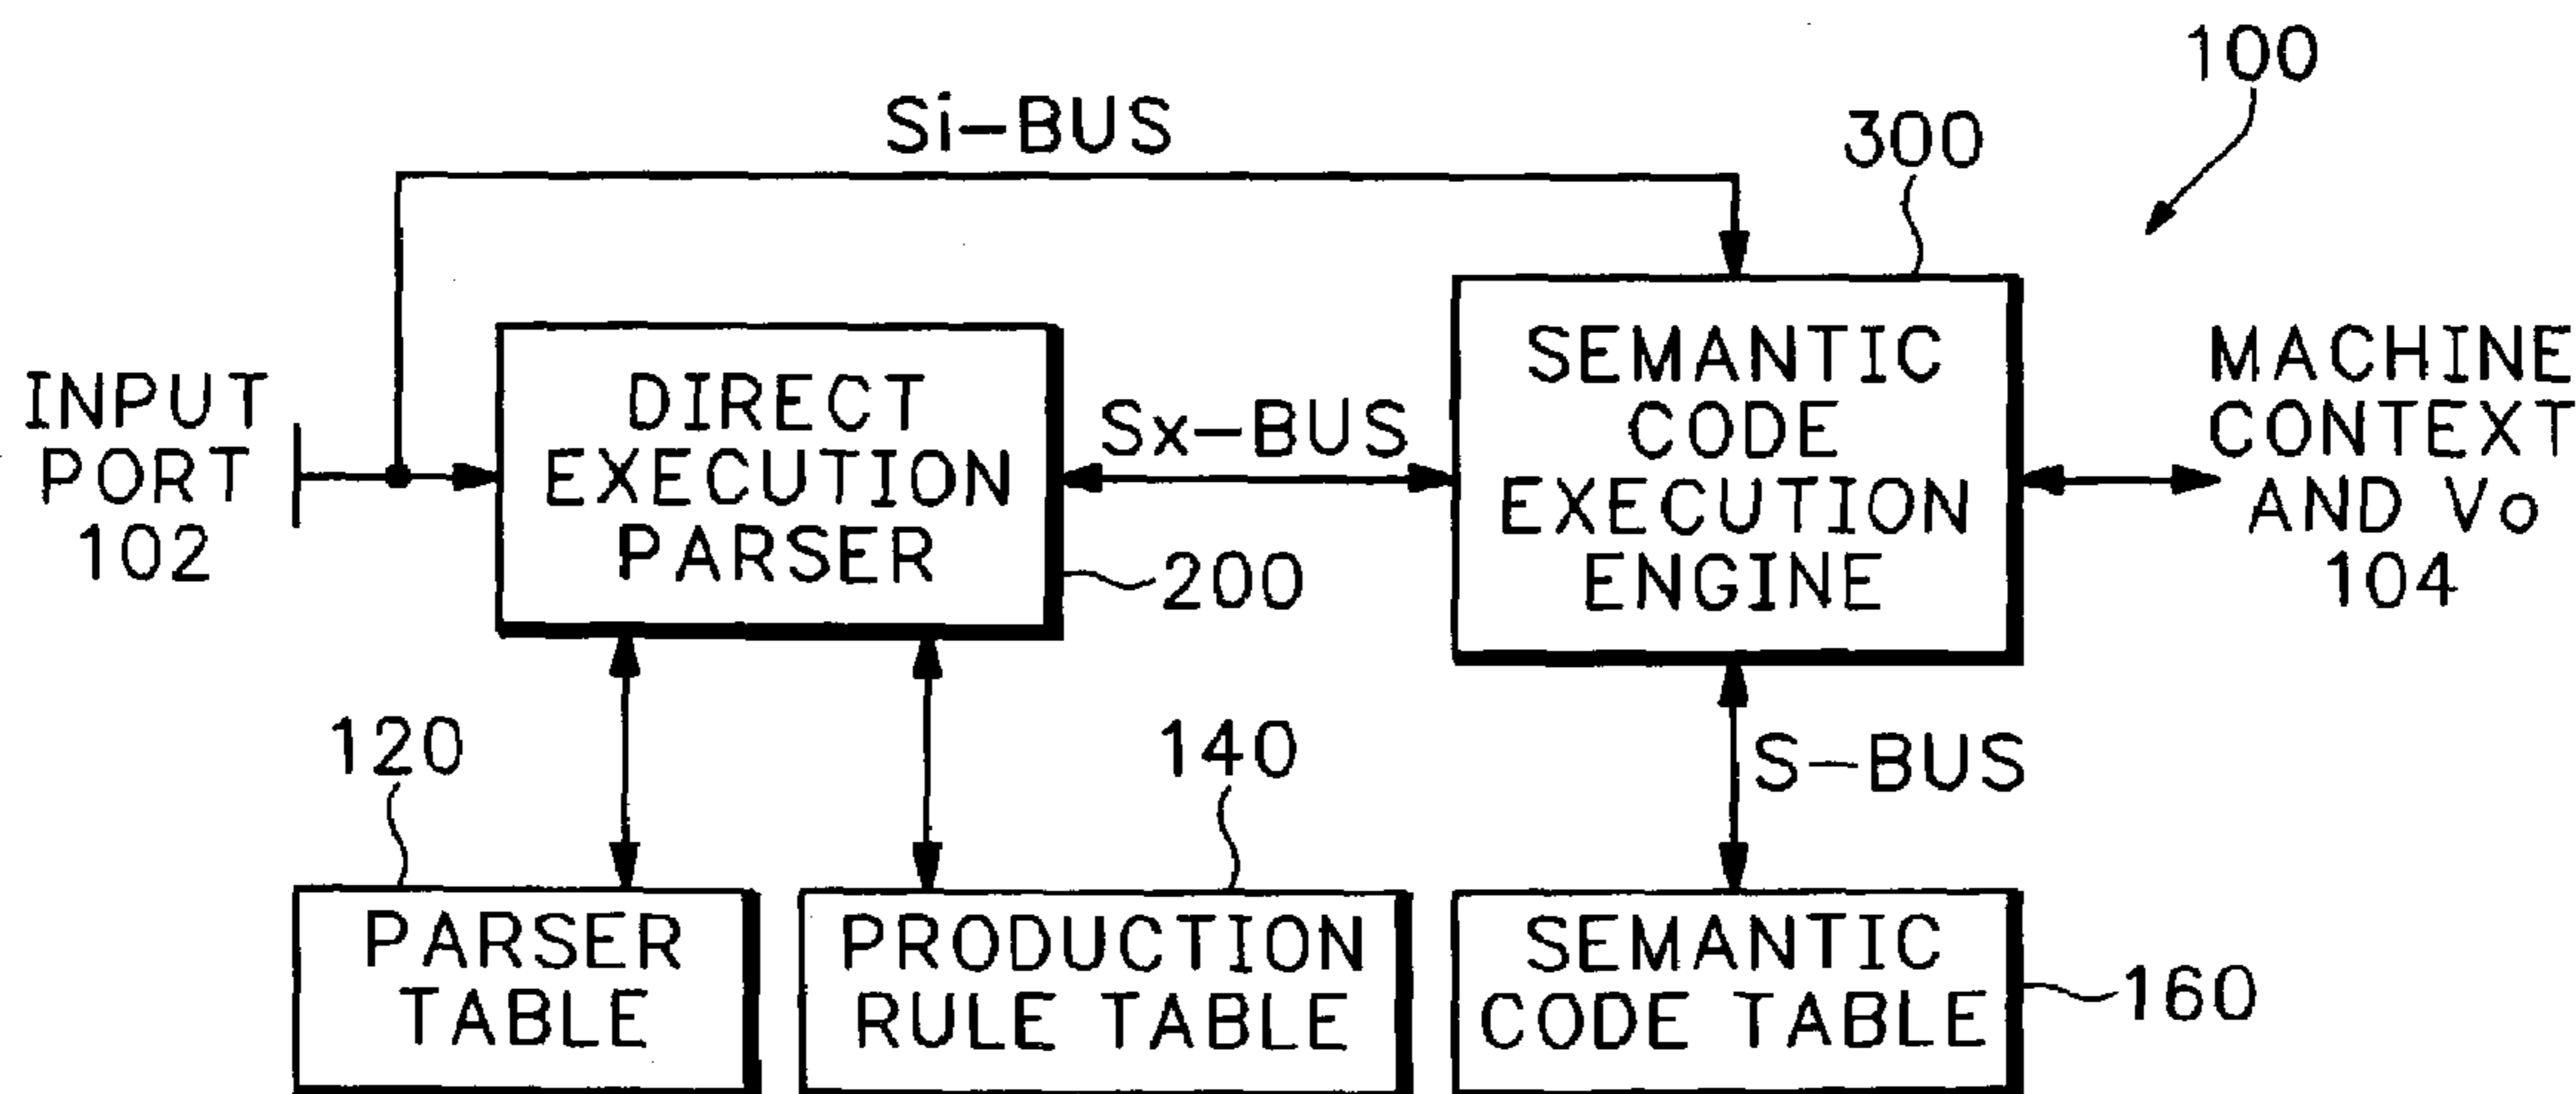 100
Si-BUS
300
INPUT
PORT
102
DIRECT
EXECUTION
PARSER
200
Sx-BUS
SEMANTIC
CODE
EXECUTION
ENGINE
MACHINE
CONTEXT
AND Vo
104
120
140
S-BUS
PARSER
TABLE
PRODUCTION
RULE TABLE
SEMANTIC
CODE TABLE
160